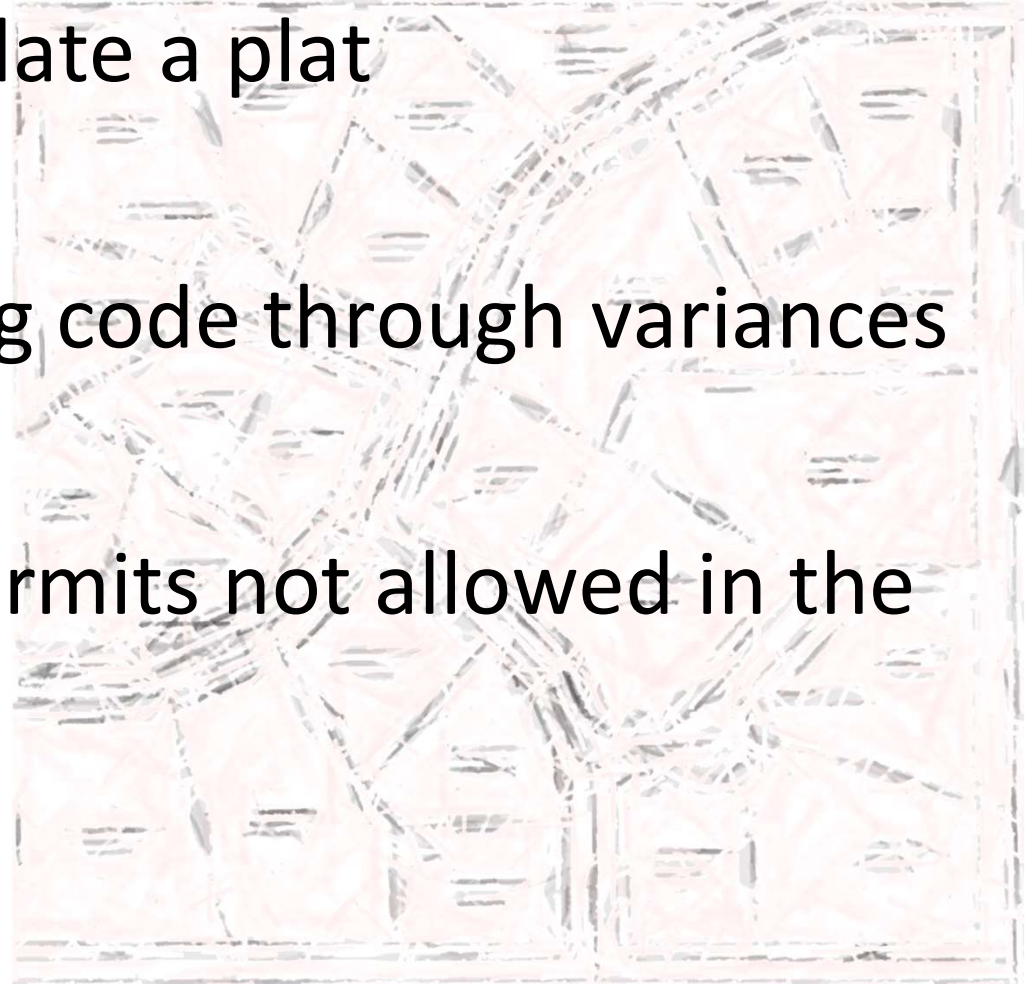 late a plat
g code through variances
rmits not allowed in the